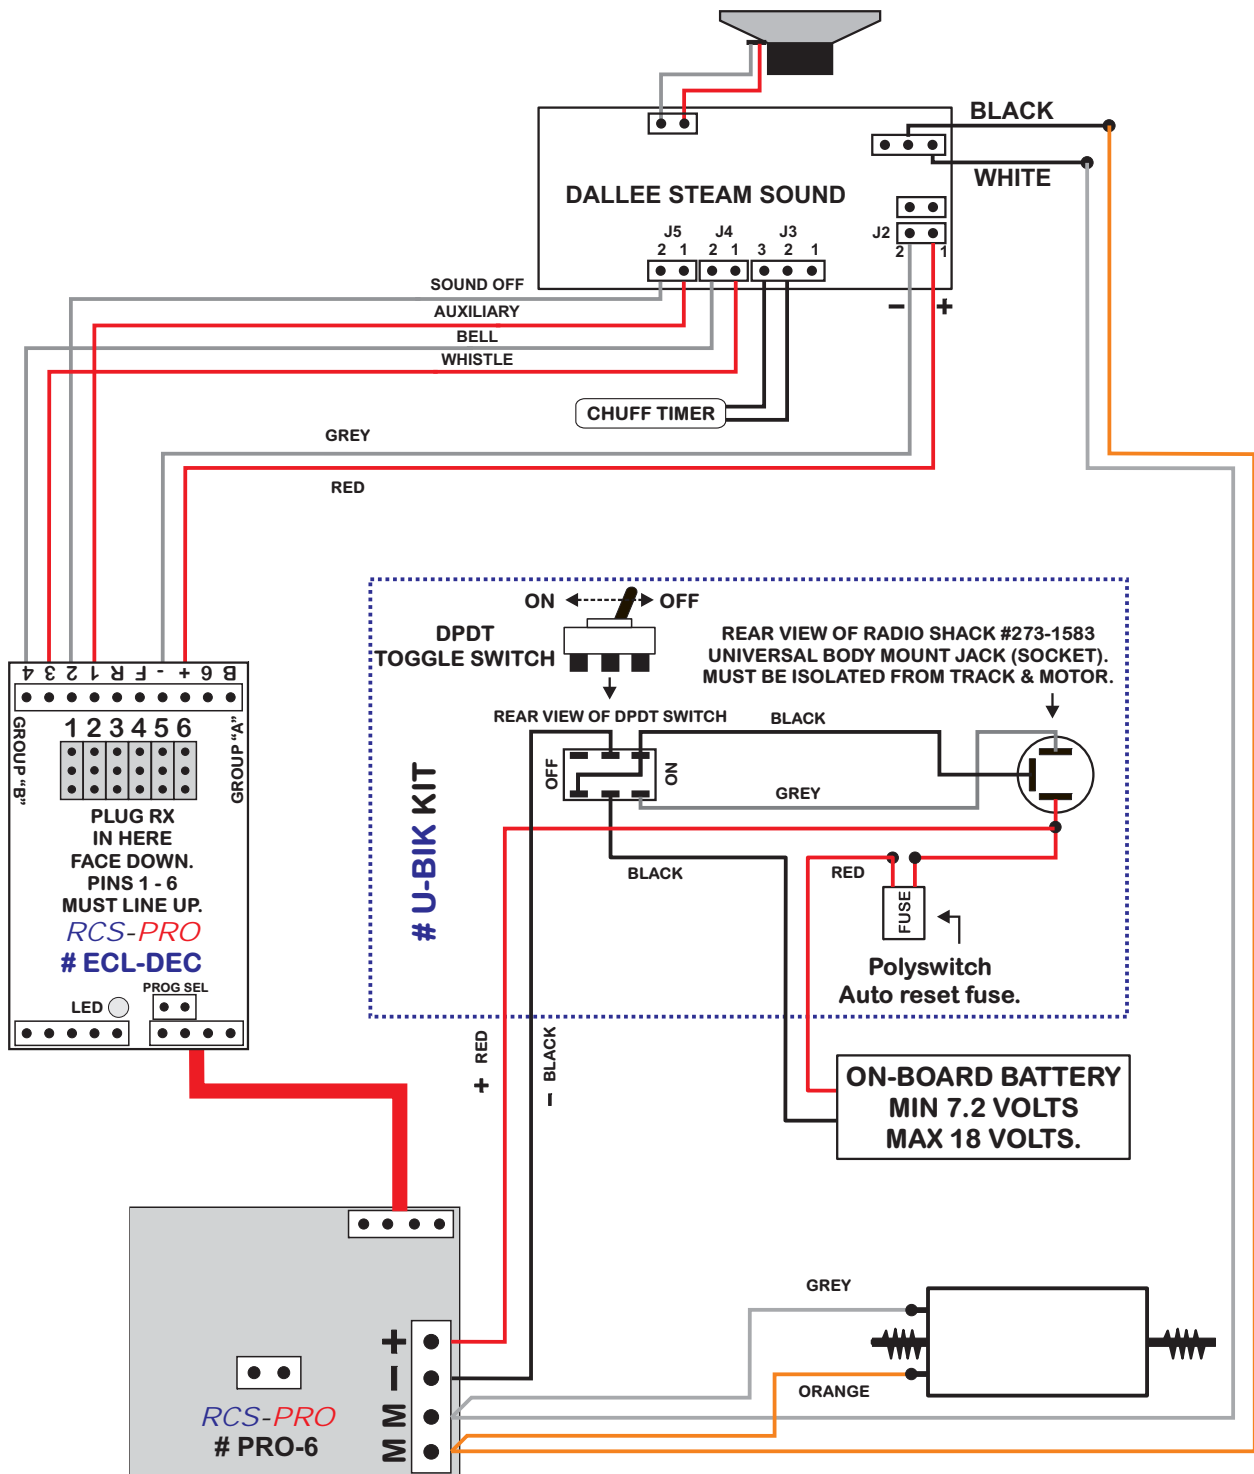 BLACK
WHITE
DALLEE STEAM SOUND
J5
J4
J3
J2
2 1
2 1
3 2 1
2 1
SOUND OFF
AUXILIARY
BELL
WHISTLE
− +
CHUFF TIMER
GREY
RED
ON OFF
DPDT
TOGGLE SWITCH
REAR VIEW OF RADIO SHACK #273-1583
UNIVERSAL BODY MOUNT JACK (SOCKET).
MUST BE ISOLATED FROM TRACK & MOTOR.
REAR VIEW OF DPDT SWITCH
BLACK
OFF
ON
GREY
BLACK
RED
FUSE
Polyswitch
Auto reset fuse.
# U-BIK KIT
4 3 2 1 R F - + 6 B
GROUP "B"
GROUP "A"
1 2 3 4 5 6
PLUG RX
IN HERE
FACE DOWN.
PINS 1 - 6
MUST LINE UP.
RCS-PRO
# ECL-DEC
PROG SEL
LED
+ RED
− BLACK
ON-BOARD BATTERY
MIN 7.2 VOLTS
MAX 18 VOLTS.
GREY
ORANGE
M M − +
RCS-PRO
# PRO-6